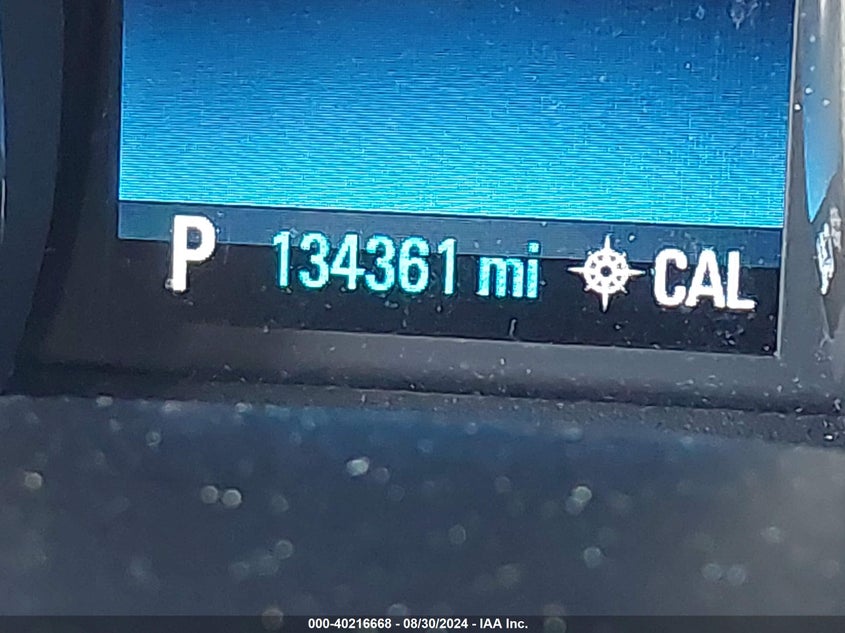 P 134361 mi CAL
000-40216668 - 08/30/2024 - IAA Inc.